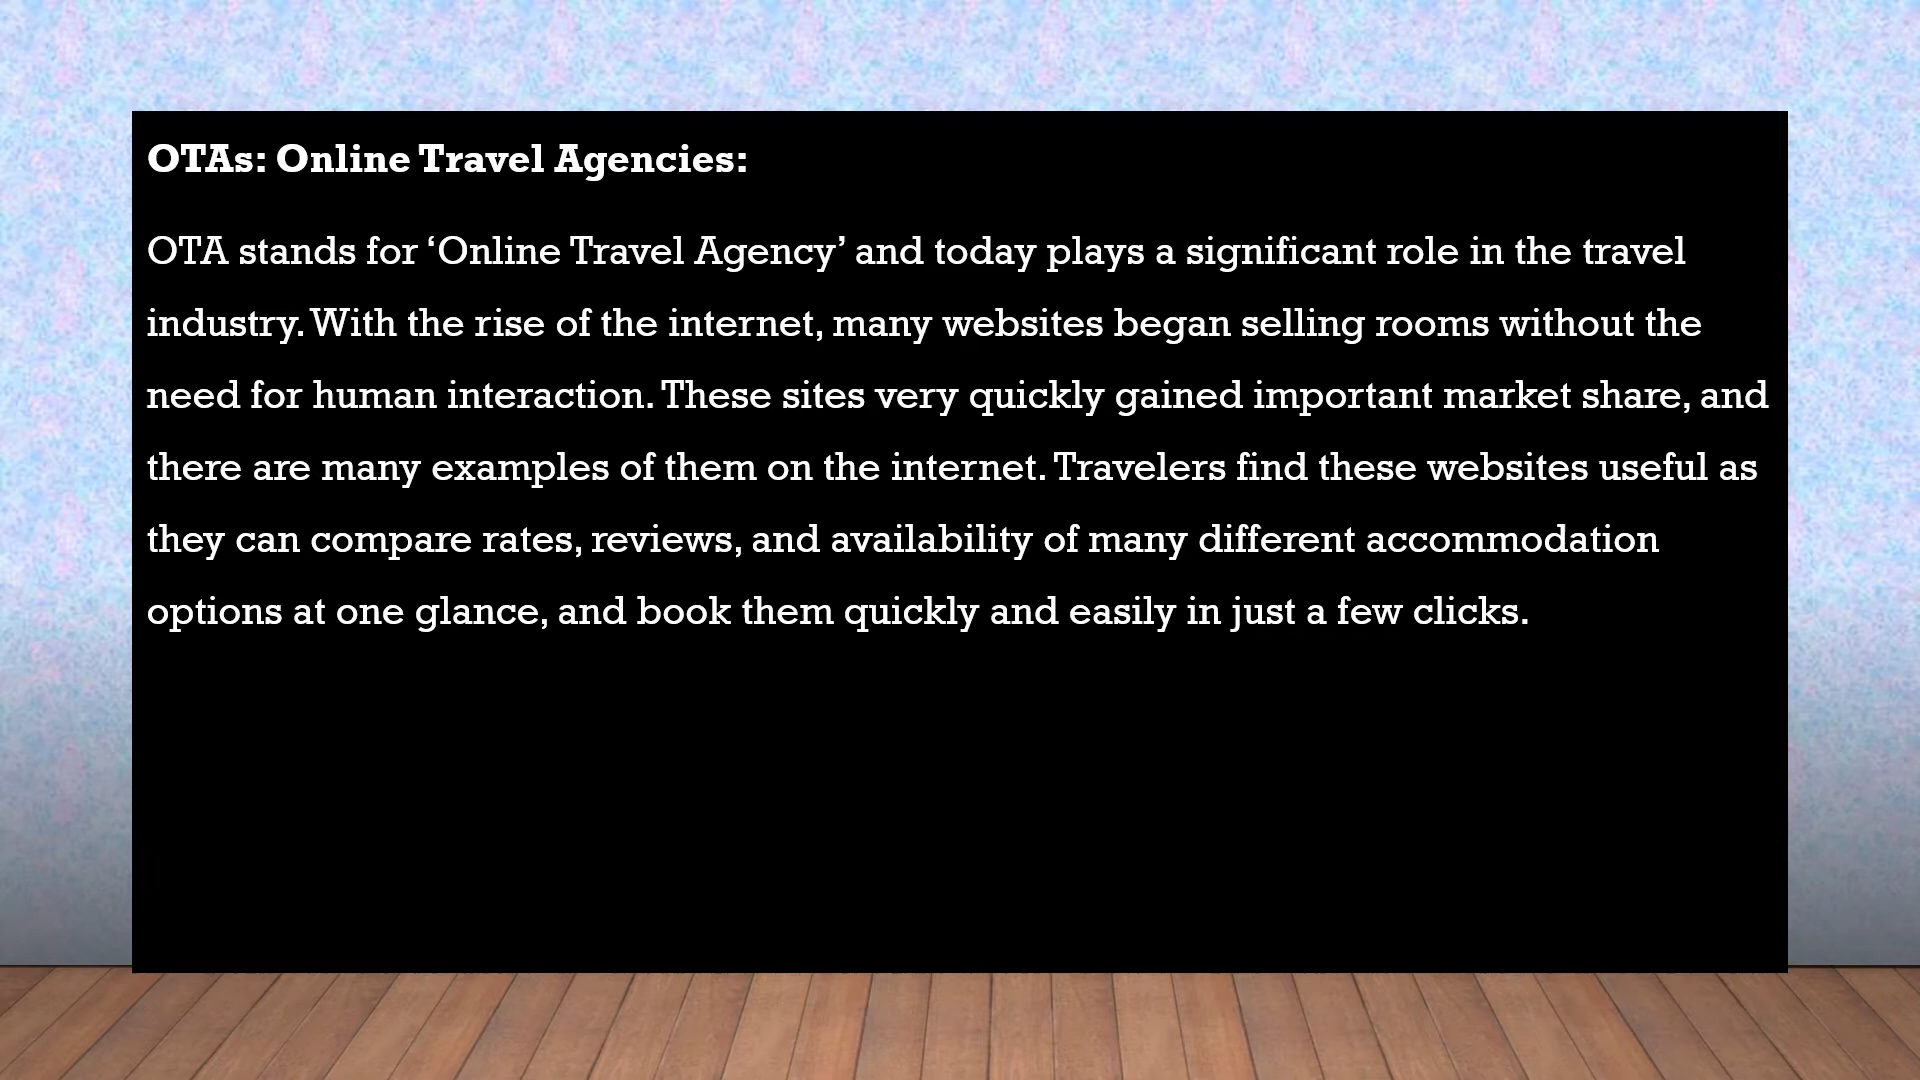 OTAs: Online Travel Agencies:
OTA stands for ‘Online Travel Agency’ and today plays a significant role in the travel
industry. With the rise of the internet, many websites began selling rooms without the
need for human interaction. These sites very quickly gained important market share, and
there are many examples of them on the internet. Travelers find these websites useful as
they can compare rates, reviews, and availability of many different accommodation
options at one glance, and book them quickly and easily in just a few clicks.